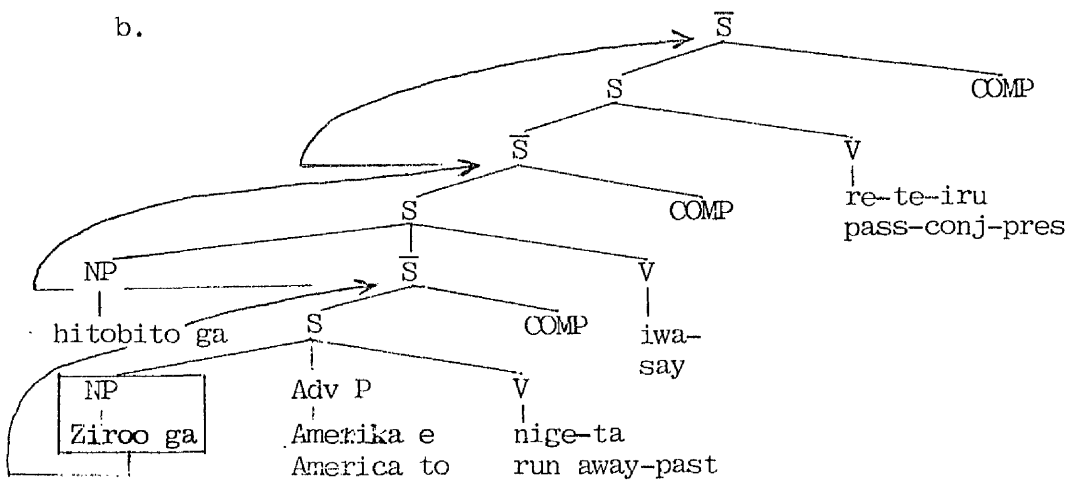 b.
S̅
S COMP
S̅ V
re-te-iru
S COMP
pass-conj-pres
NP S̅ V
hitobito ga S COMP iwa-
say
NP Adv P V
Ziroo ga Amerika e nige-ta
America to run away-past